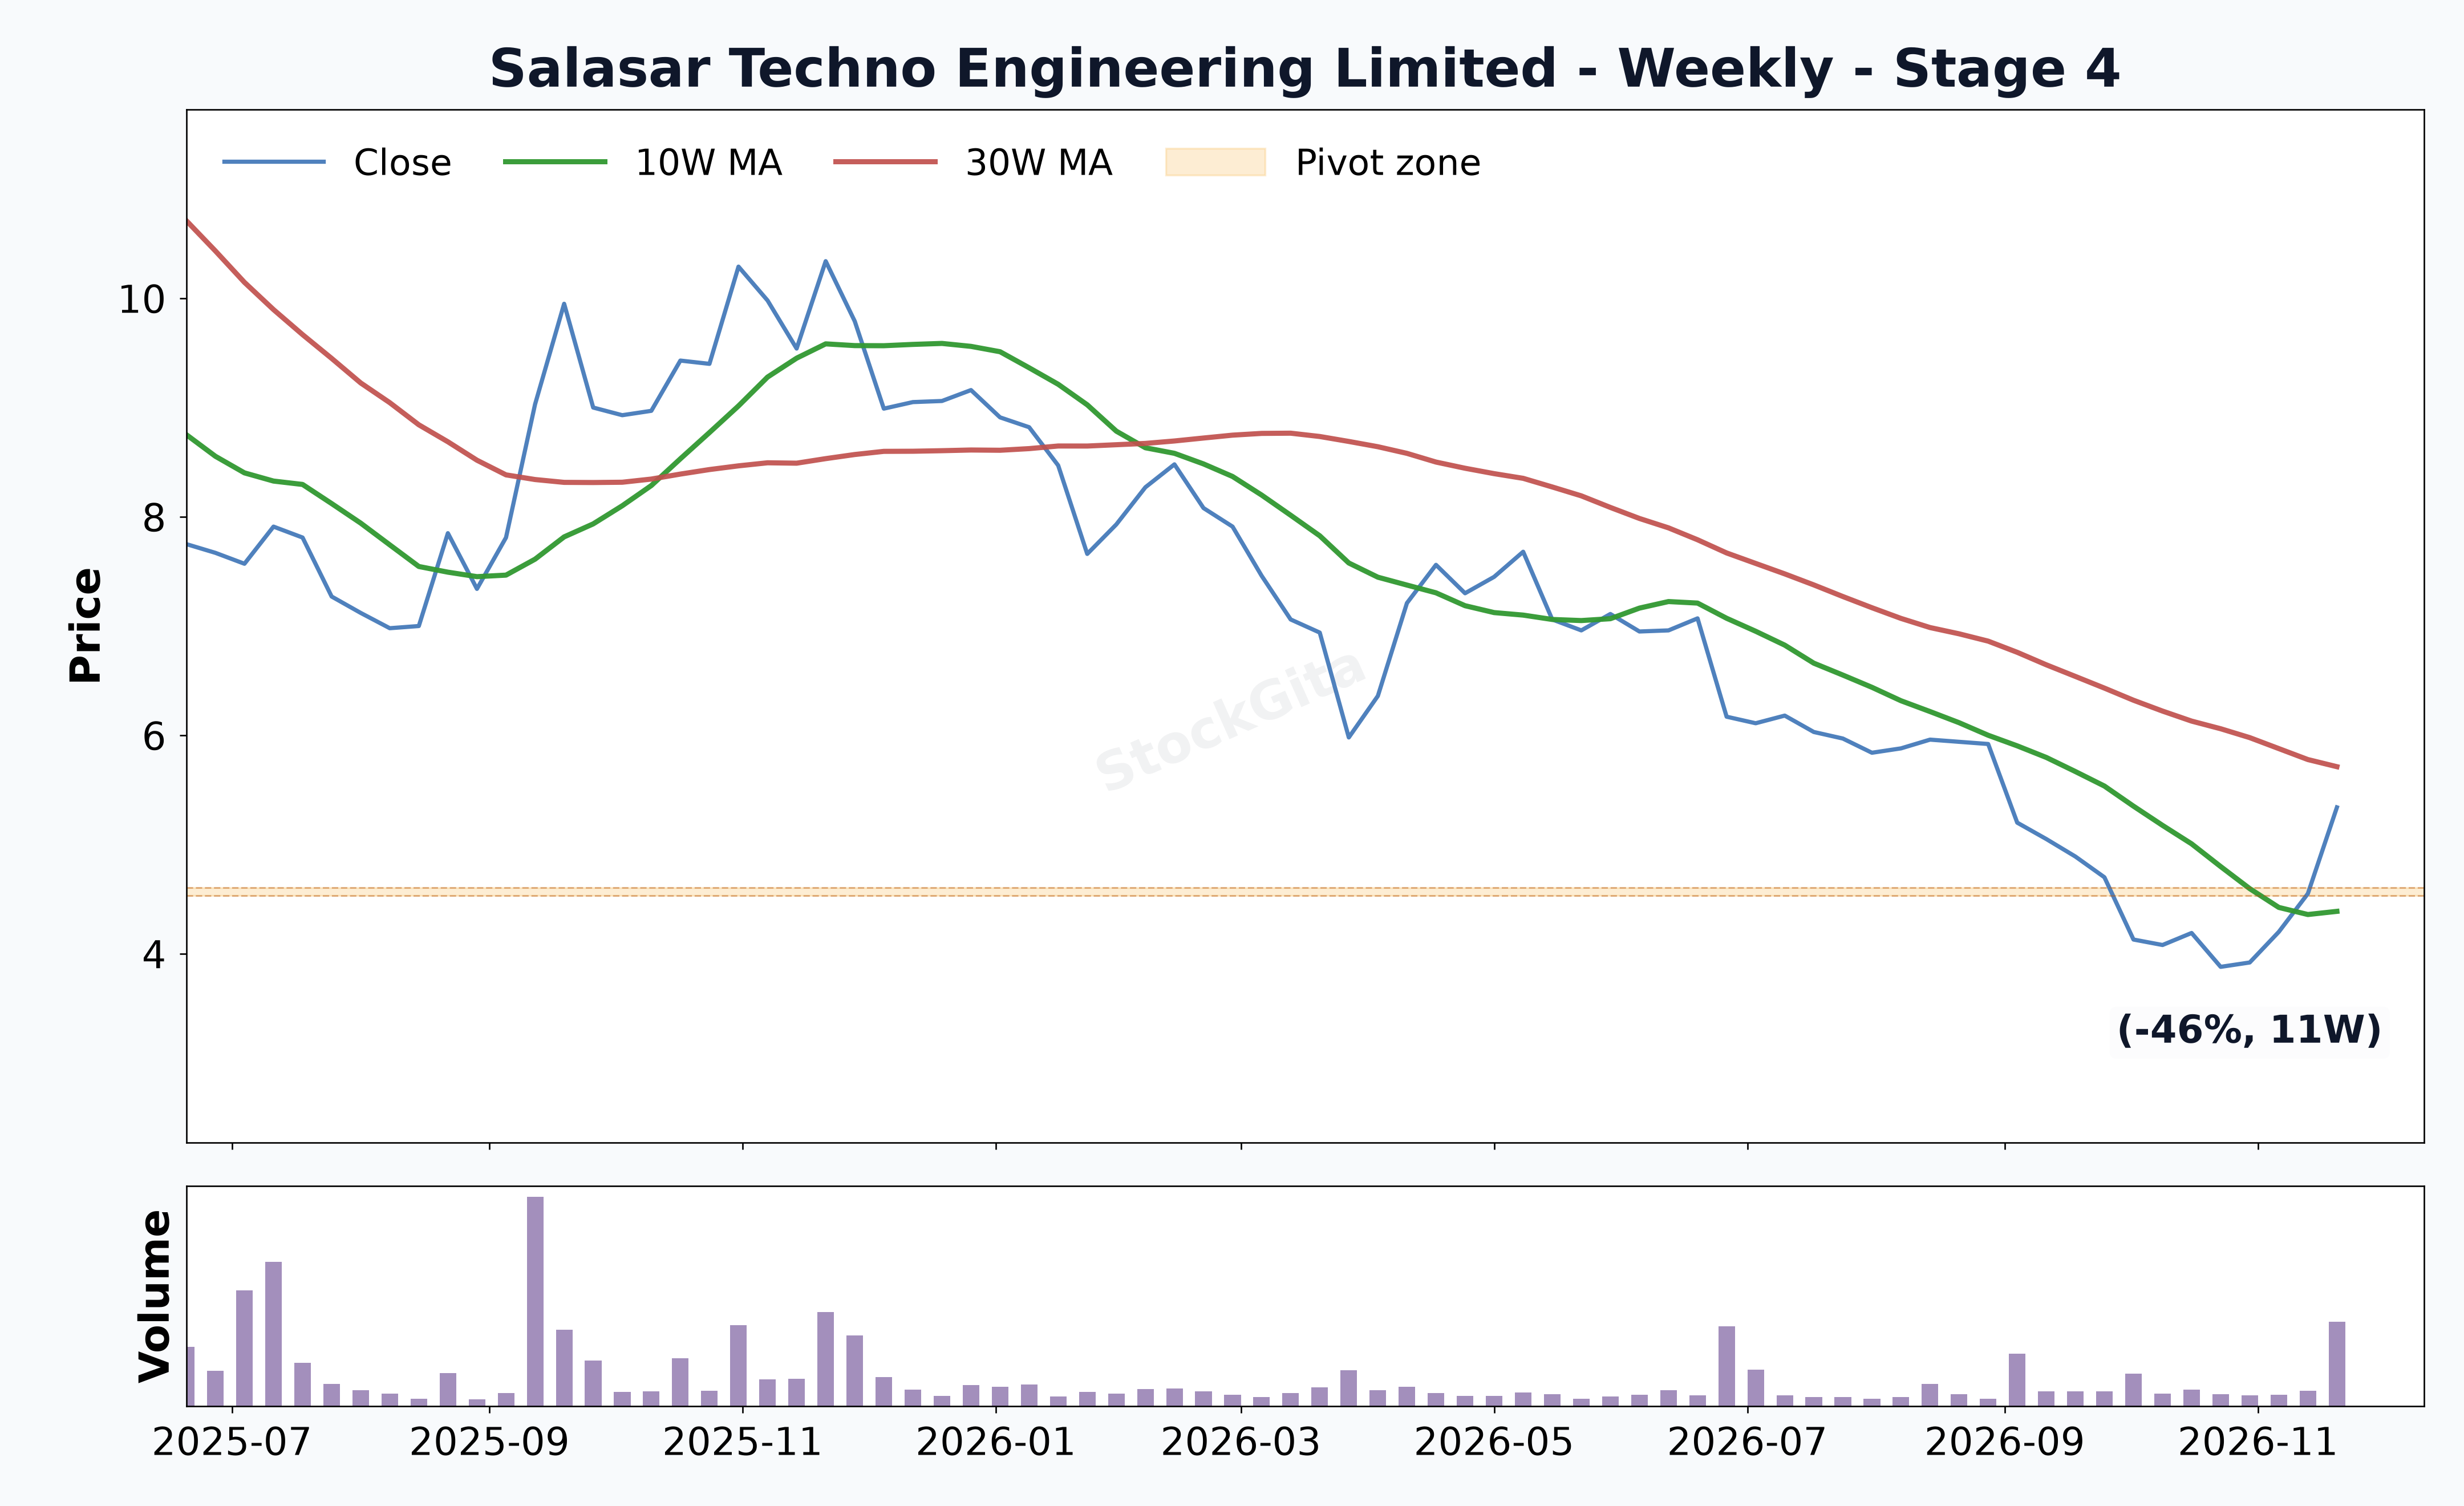 Salasar Techno Engineering Limited - Weekly - Stage 4
Close 10W MA 30W MA Pivot zone
10
8
6
4
Price
StockGita
(-46%, 11W)
Volume
2025-07 2025-09 2025-11 2026-01 2026-03 2026-05 2026-07 2026-09 2026-11